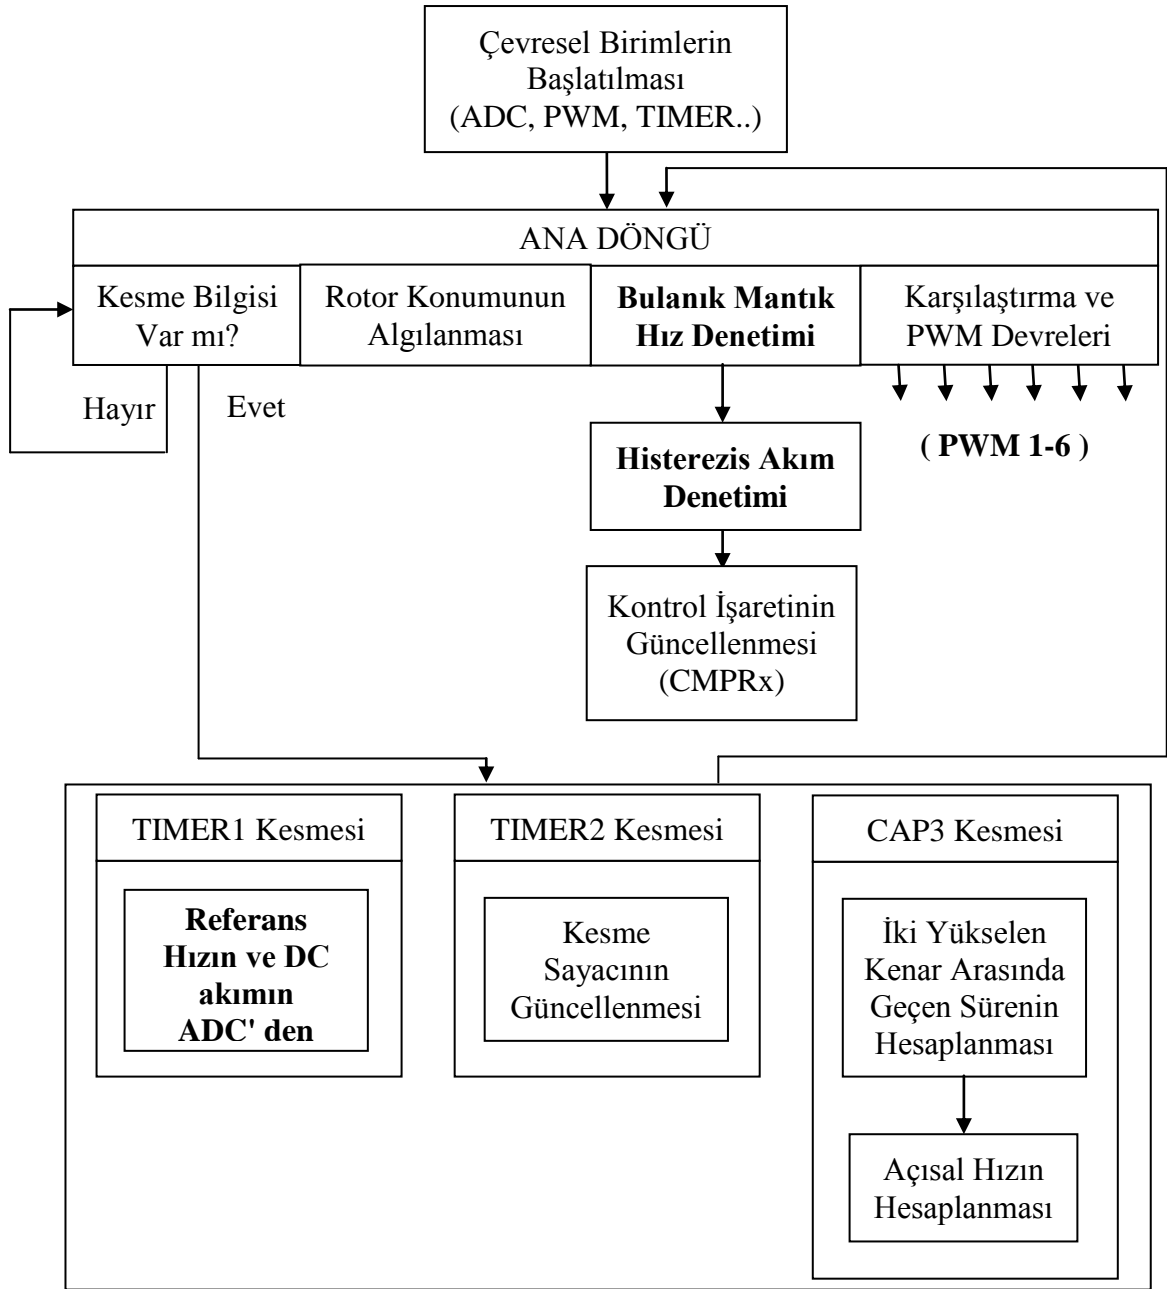 Çevresel Birimlerin
Başlatılması
(ADC, PWM, TIMER..)
ANA DÖNGÜ
Kesme Bilgisi
Var mı?
Rotor Konumunun
Algılanması
Bulanık Mantık
Hız Denetimi
Karşılaştırma ve
PWM Devreleri
Hayır
Evet
( PWM 1-6 )
Histerezis Akım
Denetimi
Kontrol İşaretinin
Güncellenmesi
(CMPRx)
TIMER1 Kesmesi
Referans
Hızın ve DC
akımın
ADC' den
TIMER2 Kesmesi
Kesme
Sayacının
Güncellenmesi
CAP3 Kesmesi
İki Yükselen
Kenar Arasında
Geçen Sürenin
Hesaplanması
Açısal Hızın
Hesaplanması